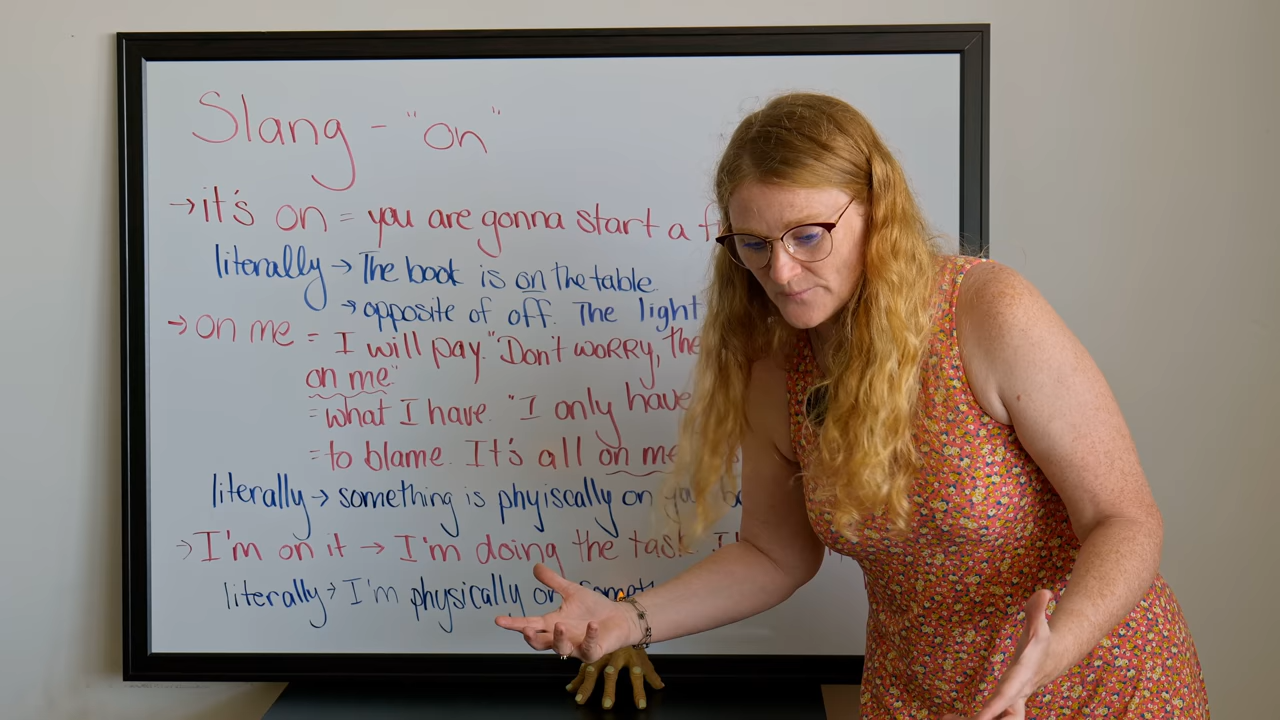 Slang - "on"
→ it's on = you are gonna start a
literally → The book is on the table
→ opposite of off. The light
→ on me = I will pay. "Don't worry, the
on me."
= what I have. "I only have
= to blame. It's all on me
literally → something is phyiscally on
→ I'm on it → I'm doing the task
literally → I'm physically on